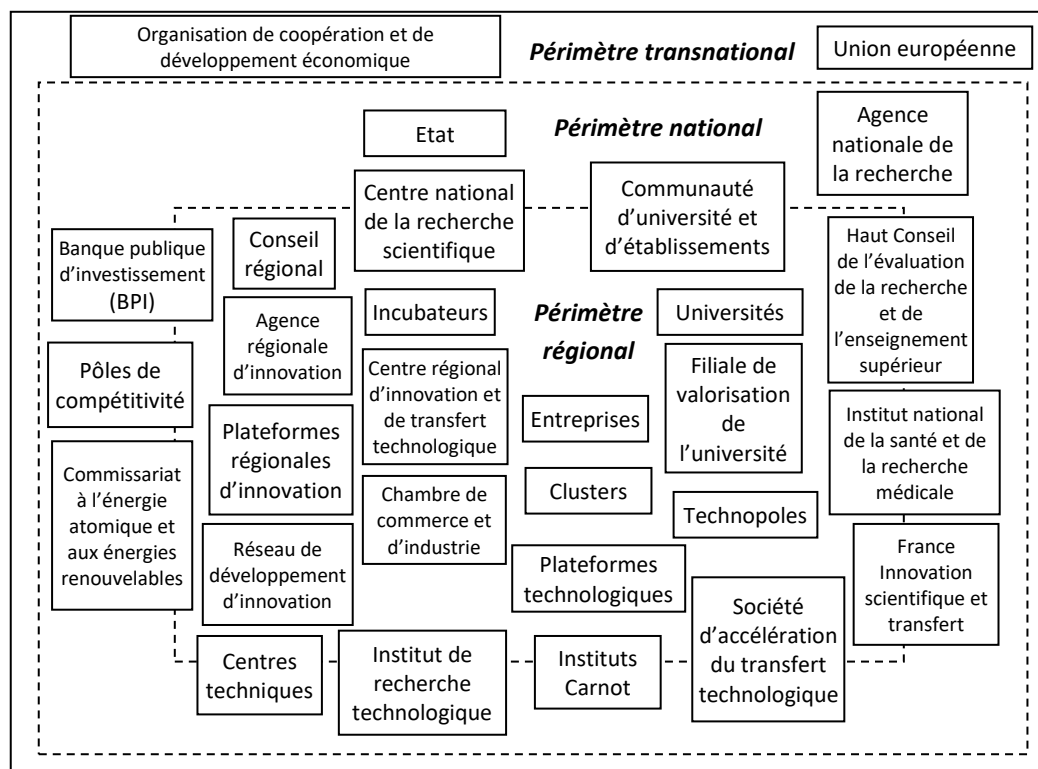 Organisation de coopération et de
développement économique
Périmètre transnational
Union européenne
Etat
Périmètre national
Agence
nationale de
la recherche
Centre national
de la recherche
scientifique
Communauté
d’université et
d’établissements
Banque publique
d’investissement
(BPI)
Conseil
régional
Haut Conseil
de l’évaluation
de la recherche
et de
l’enseignement
supérieur
Agence
régionale
d’innovation
Incubateurs
Périmètre
régional
Universités
Pôles de
compétitivité
Centre régional
d’innovation et
de transfert
technologique
Entreprises
Filiale de
valorisation
de
l’université
Plateformes
régionales
d’innovation
Institut national
de la santé et de
la recherche
médicale
Commissariat
à l’énergie
atomique et
aux énergies
renouvelables
Chambre de
commerce et
d’industrie
Clusters
Technopoles
Réseau de
développement
d’innovation
Plateformes
technologiques
France
Innovation
scientifique et
transfert
Centres
techniques
Institut de
recherche
technologique
Instituts
Carnot
Société
d’accélération
du transfert
technologique